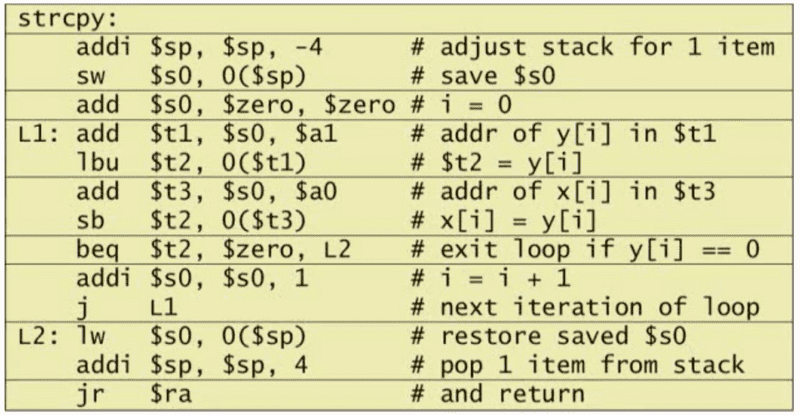 strcpy:
addi $sp, $sp, -4 # adjust stack for 1 item
sw $s0, 0($sp) # save $s0
add $s0, $zero, $zero # i = 0
L1: add $t1, $s0, $a1 # addr of y[i] in $t1
lbu $t2, 0($t1) # $t2 = y[i]
add $t3, $s0, $a0 # addr of x[i] in $t3
sb $t2, 0($t3) # x[i] = y[i]
beq $t2, $zero, L2 # exit loop if y[i] == 0
addi $s0, $s0, 1 # i = i + 1
j L1 # next iteration of loop
L2: lw $s0, 0($sp) # restore saved $s0
addi $sp, $sp, 4 # pop 1 item from stack
jr $ra # and return